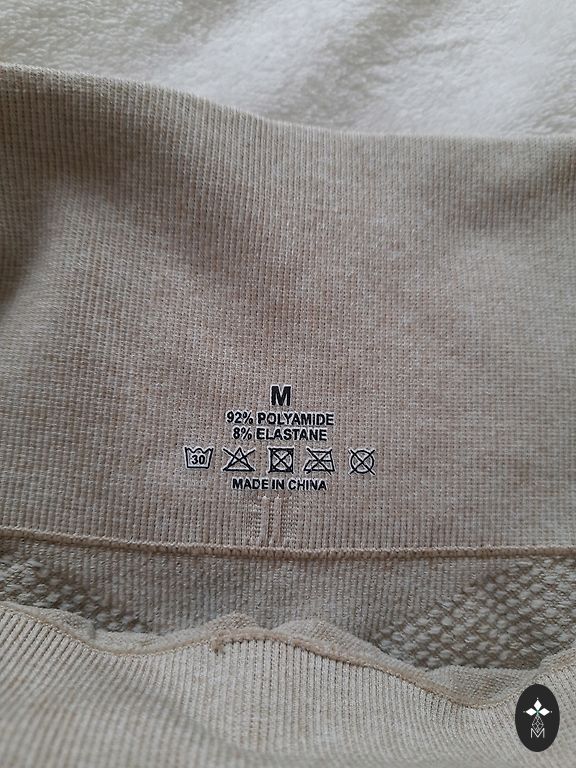 M
92% POLYAMIDE
8% ELASTANE
30
MADE IN CHINA
M